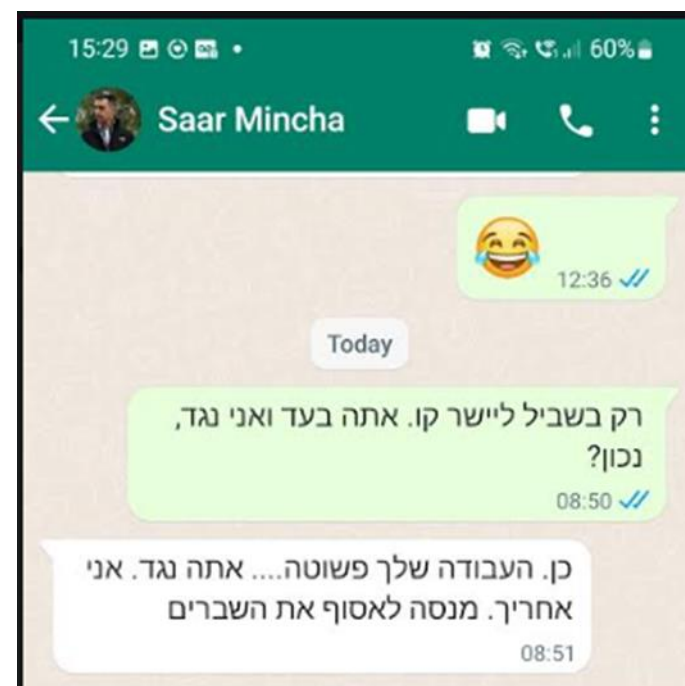 15:29 60%
Saar Mincha
12:36
Today
רק בשביל ליישר קו. אתה בעד ואני נגד,
נכון?
08:50
כן. העבודה שלך פשוטה.... אתה נגד. אני
אחריך. מנסה לאסוף את השברים
08:51